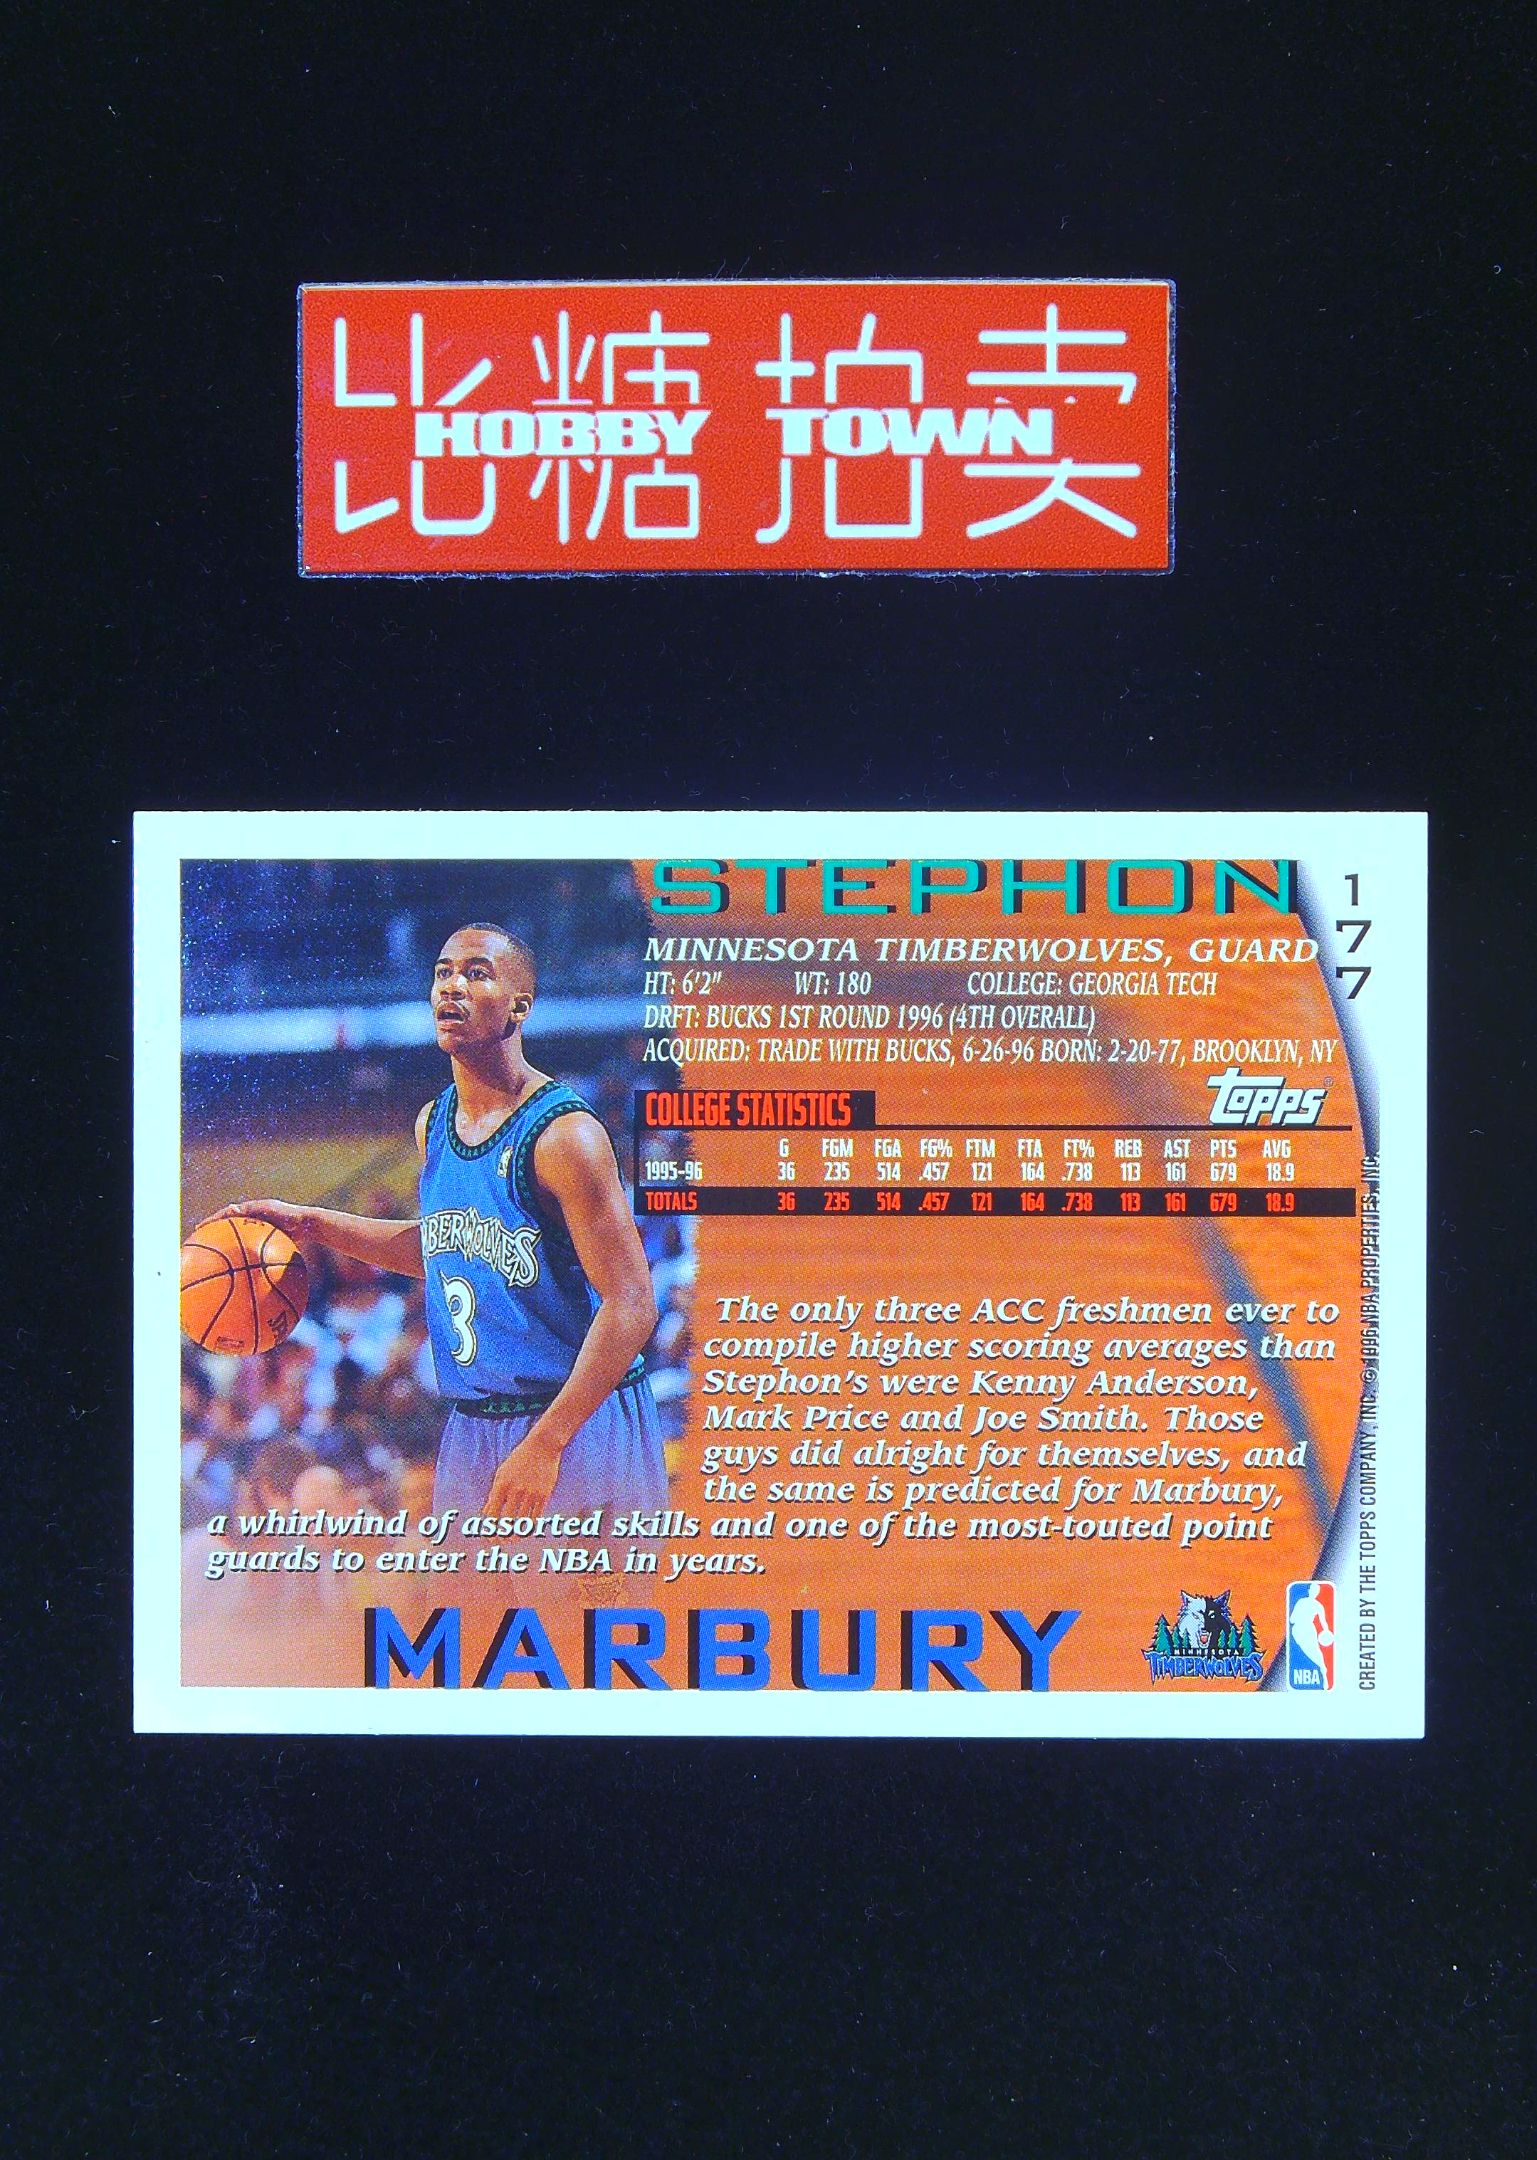 比糖拍卖
HOBBY TOWN
STEPHON
177
MINNESOTA TIMBERWOLVES, GUARD
HT: 6'2" WT: 180 COLLEGE: GEORGIA TECH
DRFT: BUCKS 1ST ROUND 1996 (4TH OVERALL)
ACQUIRED: TRADE WITH BUCKS, 6-26-96 BORN: 2-20-77, BROOKLYN, NY
Topps®
COLLEGE STATISTICS
G FGM FGA FG% FTM FTA FT% REB AST PTS AVG
1995-96 36 235 514 .457 121 164 .738 113 161 679 18.9
TOTALS 36 235 514 .457 121 164 .738 113 161 679 18.9
TIMBERWOLVES
3
The only three ACC freshmen ever to
compile higher scoring averages than
Stephon's were Kenny Anderson,
Mark Price and Joe Smith. Those
guys did alright for themselves, and
the same is predicted for Marbury,
a whirlwind of assorted skills and one of the most-touted point
guards to enter the NBA in years.
MARBURY
MINNESOTA
TIMBERWOLVES
NBA
CREATED BY THE TOPPS COMPANY, INC. © 1996 NBA PROPERTIES, INC.